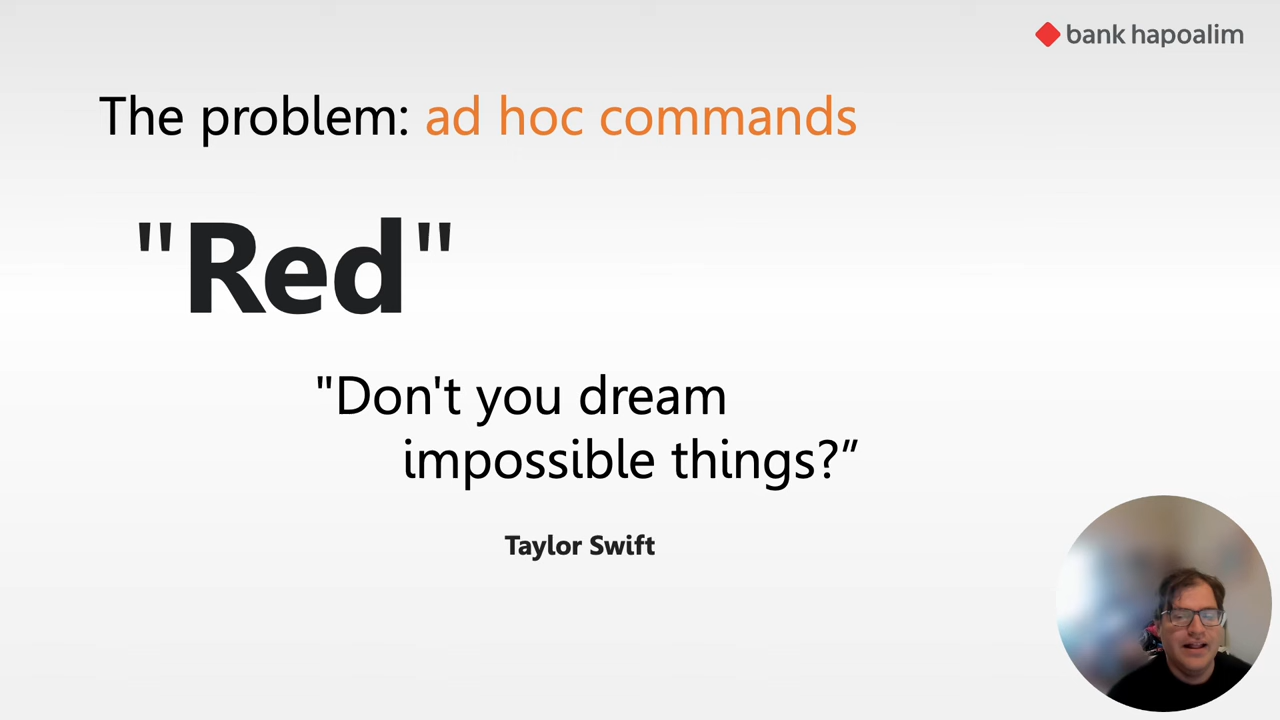 bank hapoalim
The problem: ad hoc commands
"Red"
"Don't you dream
impossible things?”
Taylor Swift